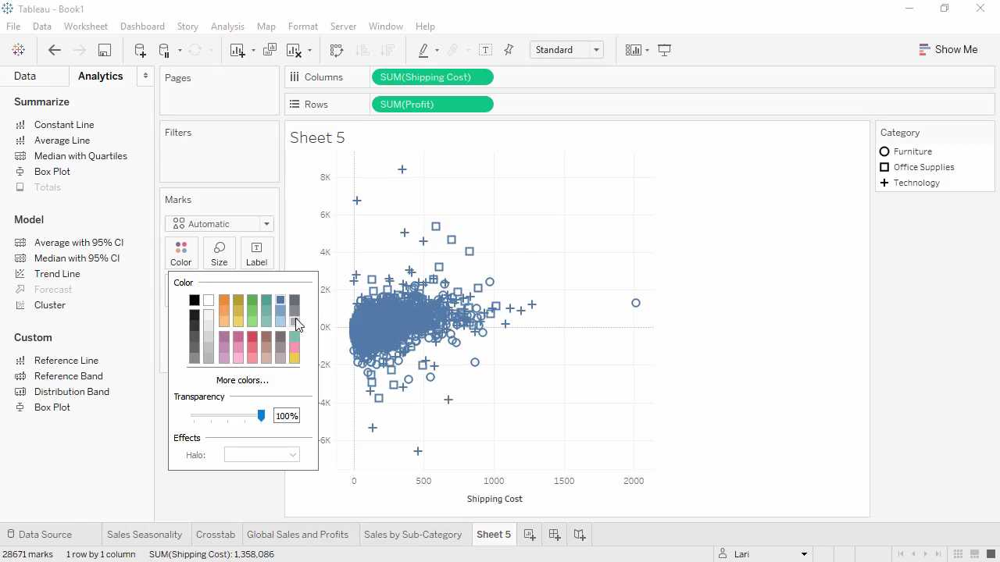 Tableau - Book1
File Data Worksheet Dashboard Story Analysis Map Format Server Window Help
Standard
Show Me
Data Analytics
Summarize
Constant Line
Average Line
Median with Quartiles
Box Plot
Totals
Model
Average with 95% CI
Median with 95% CI
Trend Line
Forecast
Cluster
Custom
Reference Line
Reference Band
Distribution Band
Box Plot
Pages
Filters
Marks
Automatic
Color Size Label
Color
More colors...
Transparency
100%
Effects
Halo:
Columns SUM(Shipping Cost)
Rows SUM(Profit)
Sheet 5
8K
6K
4K
2K
0K
-2K
-4K
-6K
0 500 1000 1500 2000
Shipping Cost
Category
Furniture
Office Supplies
Technology
Data Source Sales Seasonality Crosstab Global Sales and Profits Sales by Sub-Category Sheet 5
28671 marks 1 row by 1 column SUM(Shipping Cost): 1,358,086 Lari